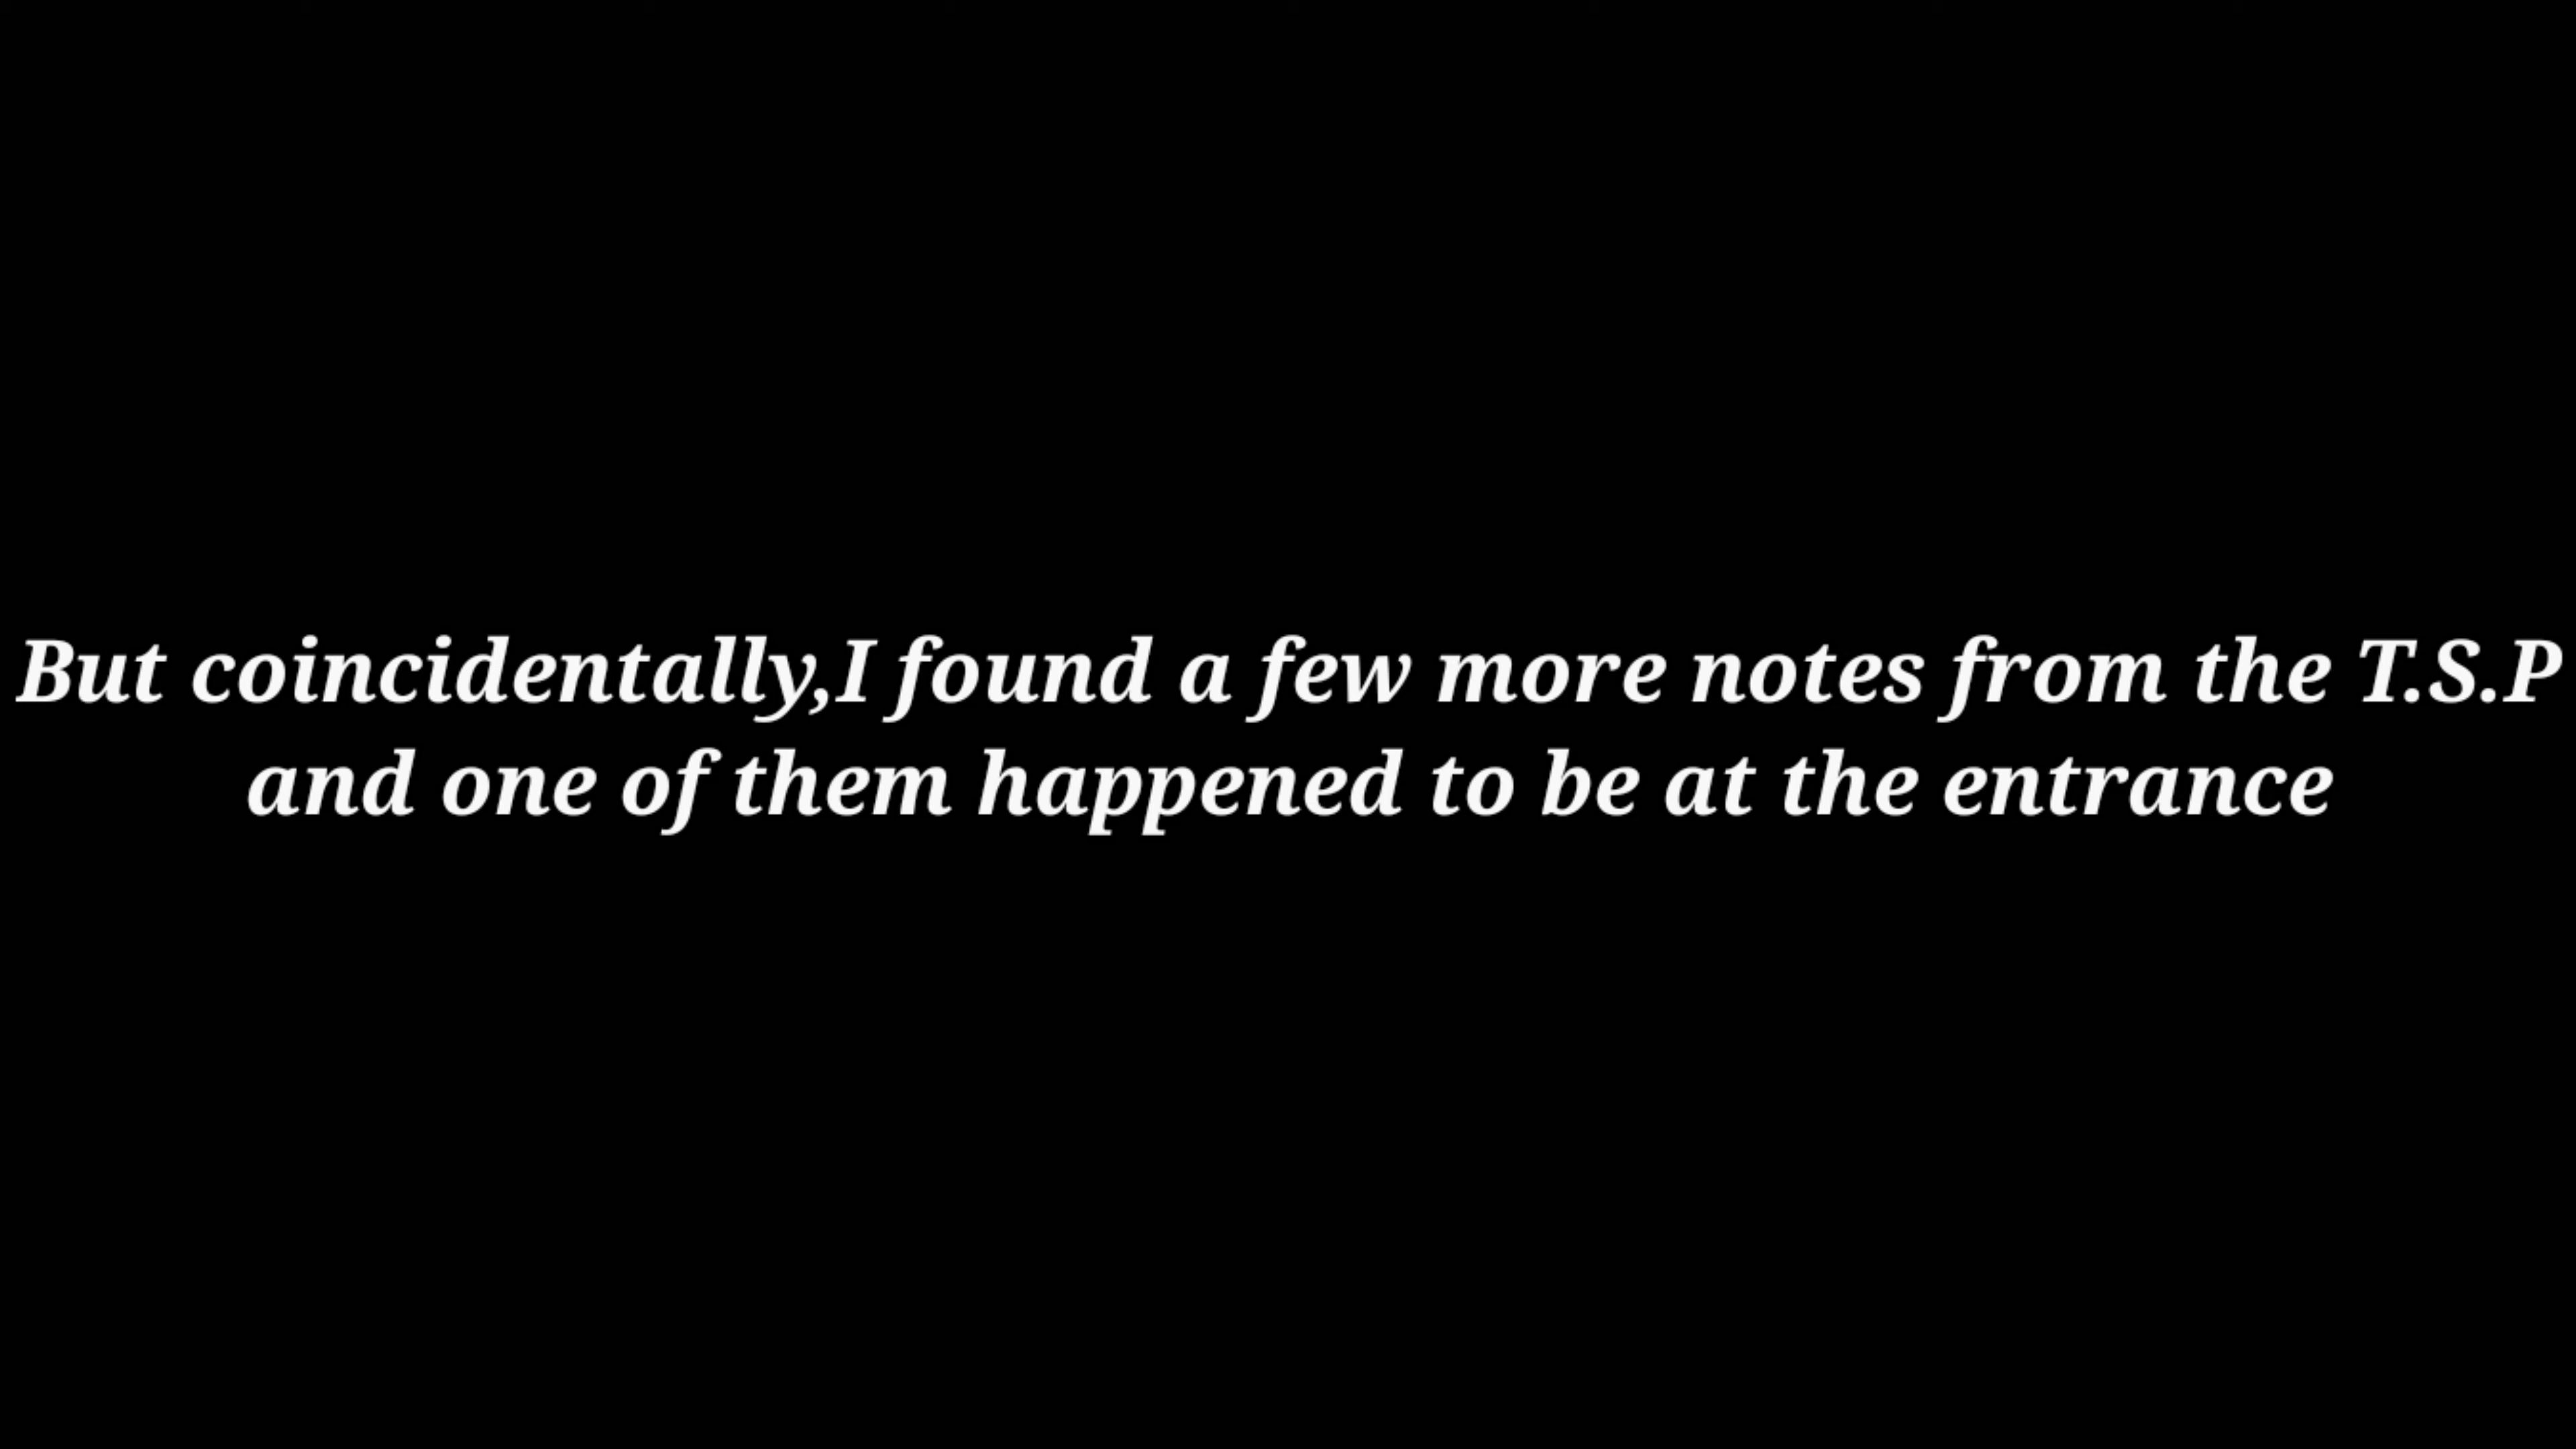 But coincidentally,I found a few more notes from the T.S.P
and one of them happened to be at the entrance